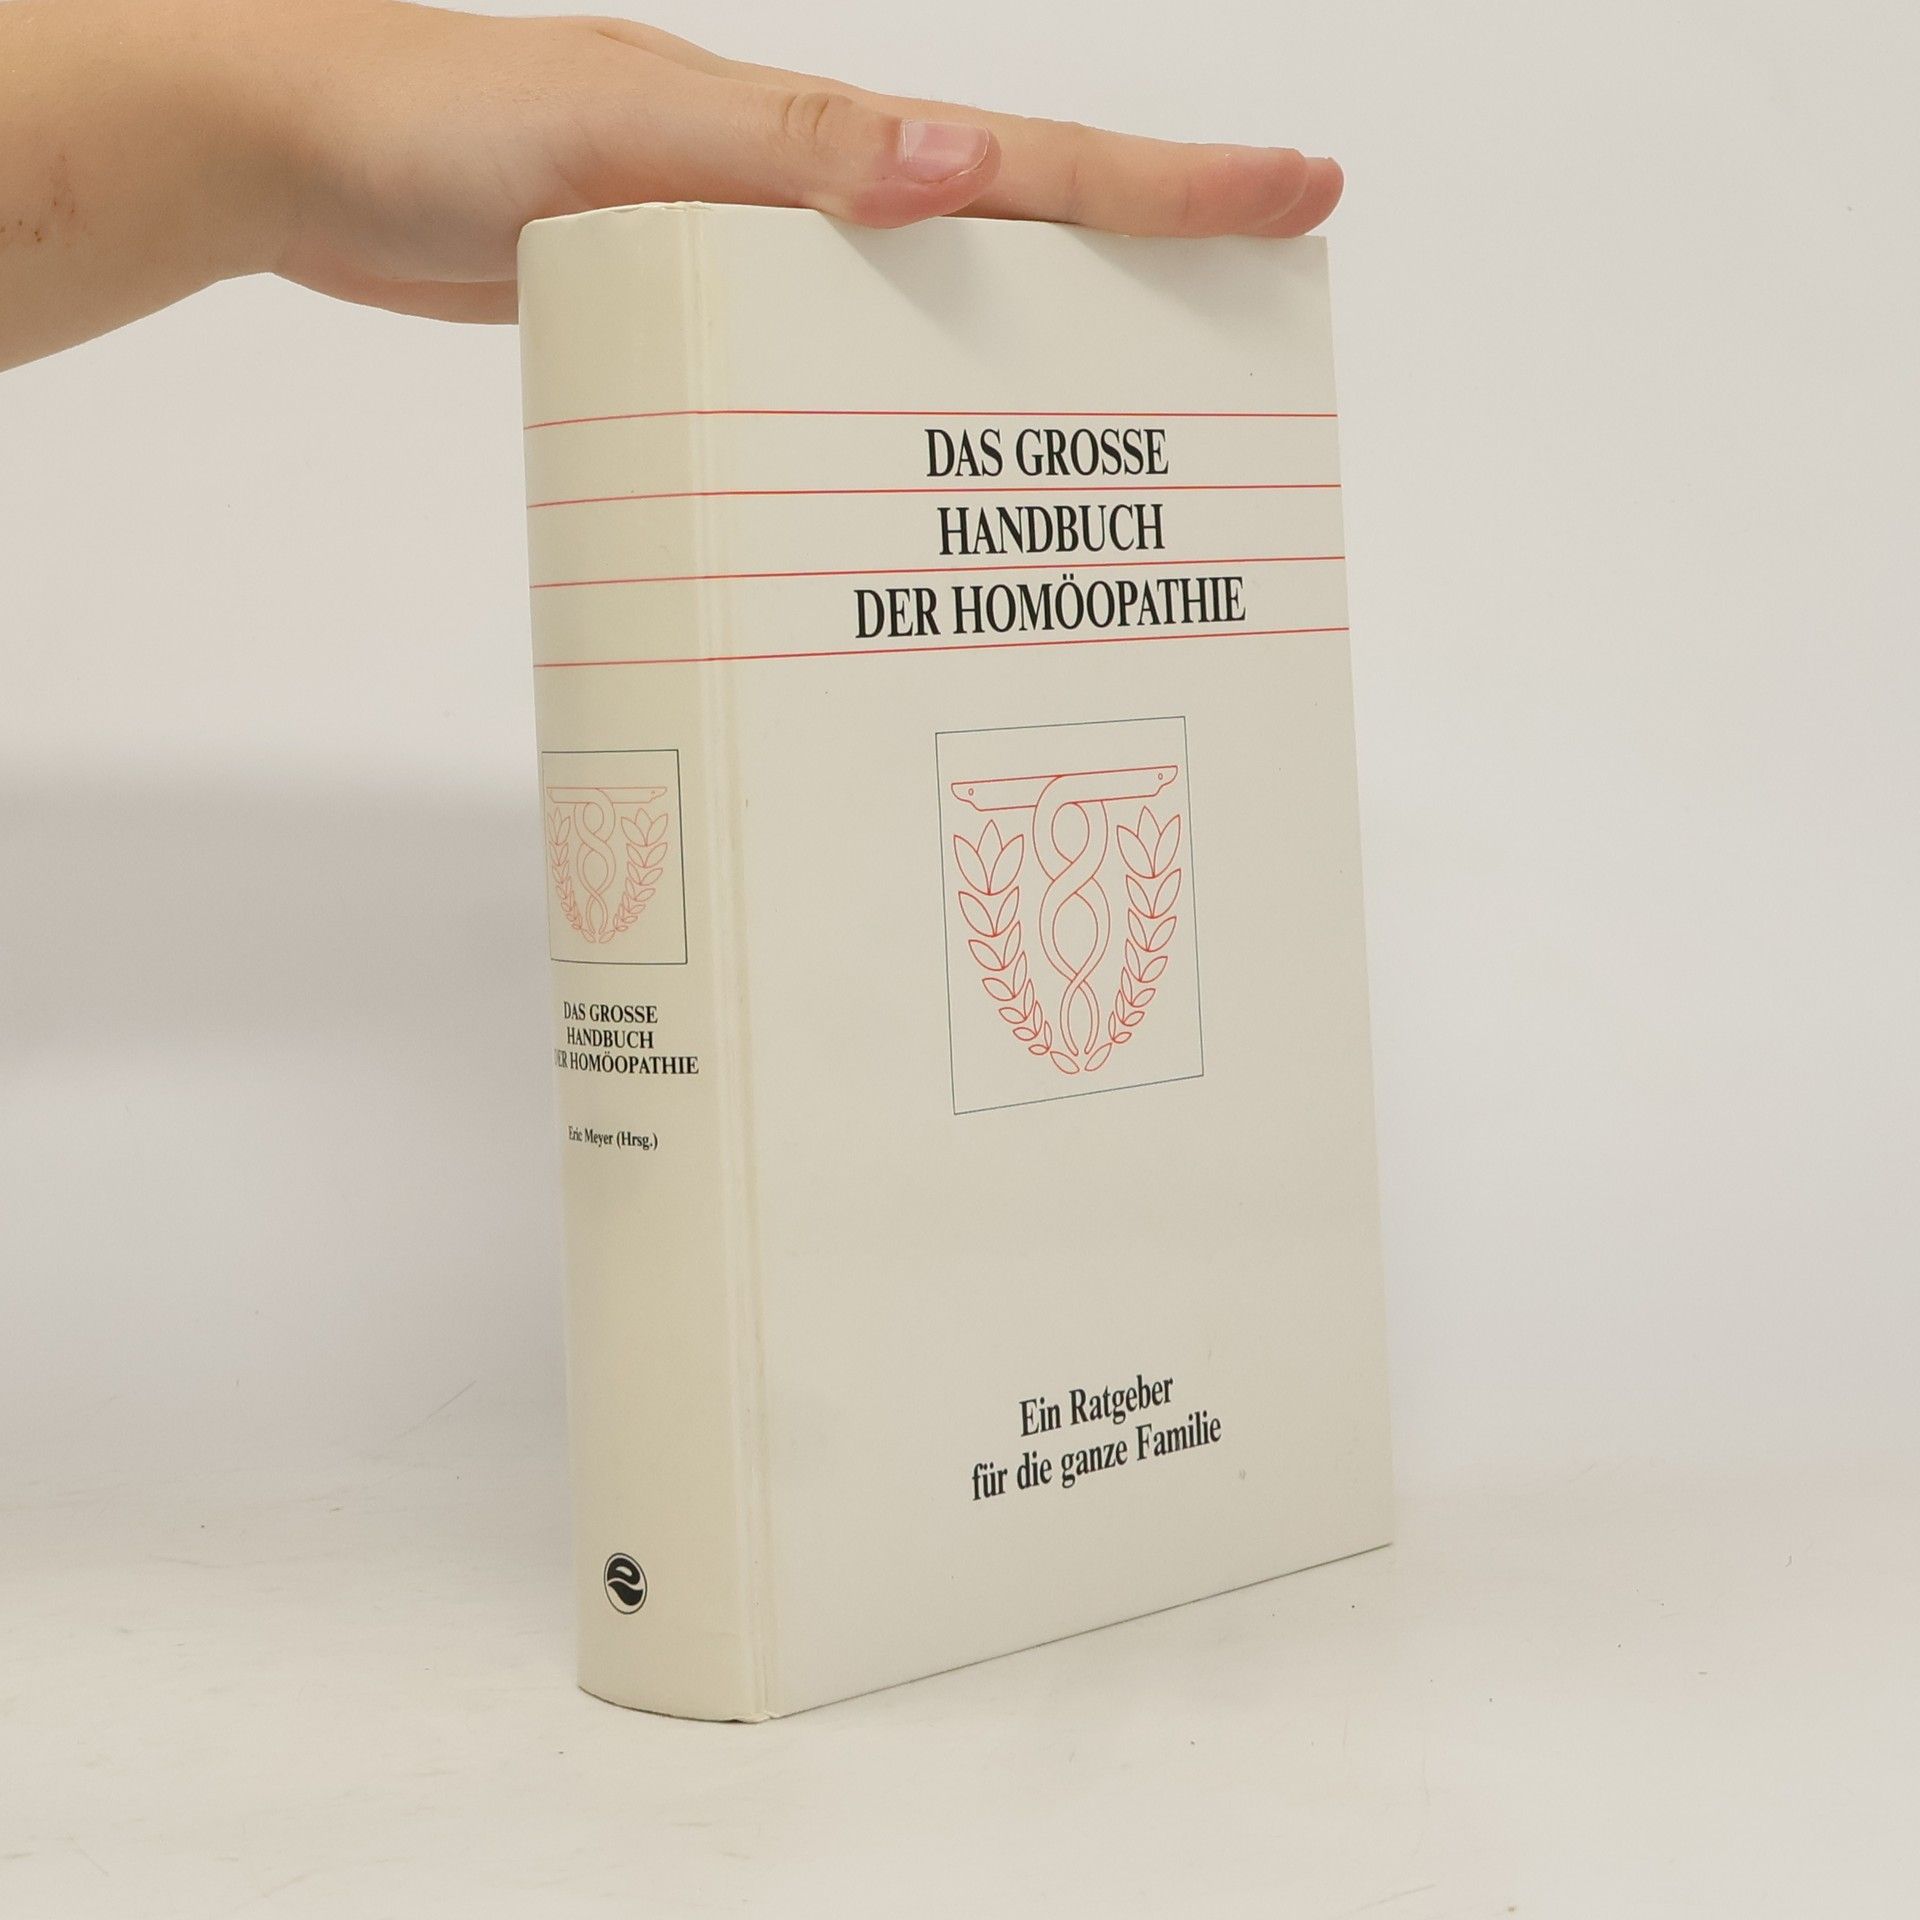 DAS GROSSE
HANDBUCH
DER HOMÖOPATHIE
Ein Ratgeber
für die ganze Familie
DAS GROSSE
HANDBUCH
DER HOMÖOPATHIE
Eric Meyer (Hrsg.)